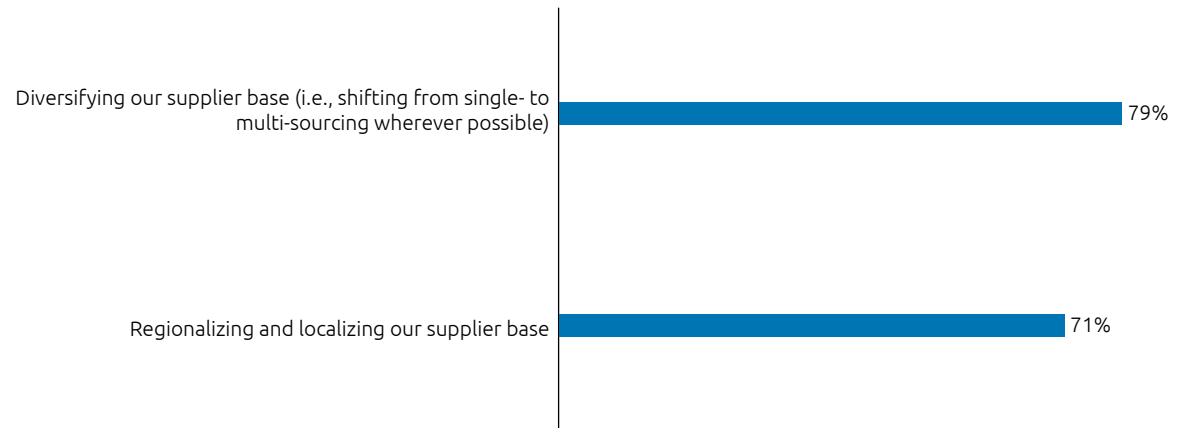 Diversifying our supplier base (i.e., shifting from single- to
multi-sourcing wherever possible)
79%
Regionalizing and localizing our supplier base
71%